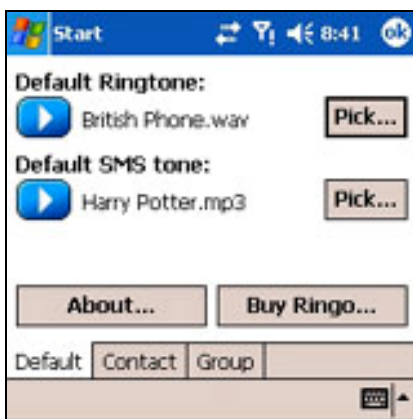 Start 8:41 ok
Default Ringtone:
British Phone.wav Pick...
Default SMS tone:
Harry Potter.mp3 Pick...
About... Buy Ringo...
Default Contact Group